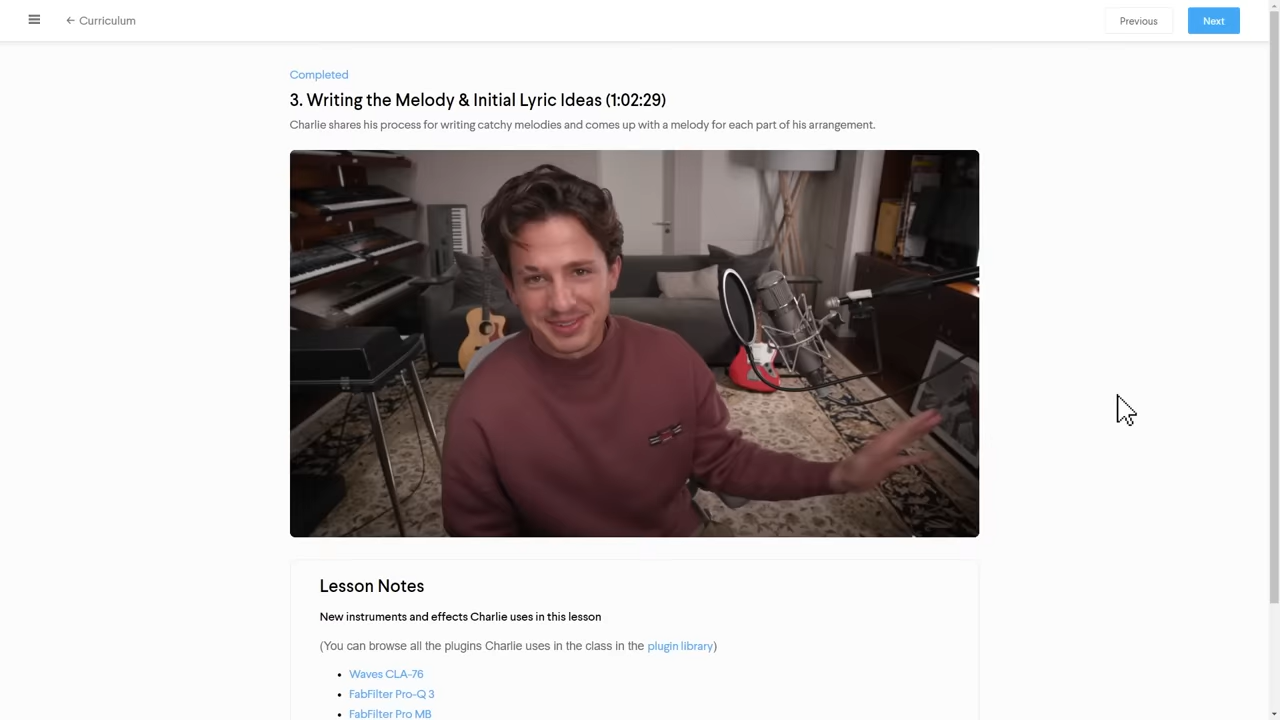 ← Curriculum
Previous
Next
Completed
3. Writing the Melody & Initial Lyric Ideas (1:02:29)
Charlie shares his process for writing catchy melodies and comes up with a melody for each part of his arrangement.
Lesson Notes
New instruments and effects Charlie uses in this lesson
(You can browse all the plugins Charlie uses in the class in the plugin library)
• Waves CLA-76
• FabFilter Pro-Q 3
• FabFilter Pro MB